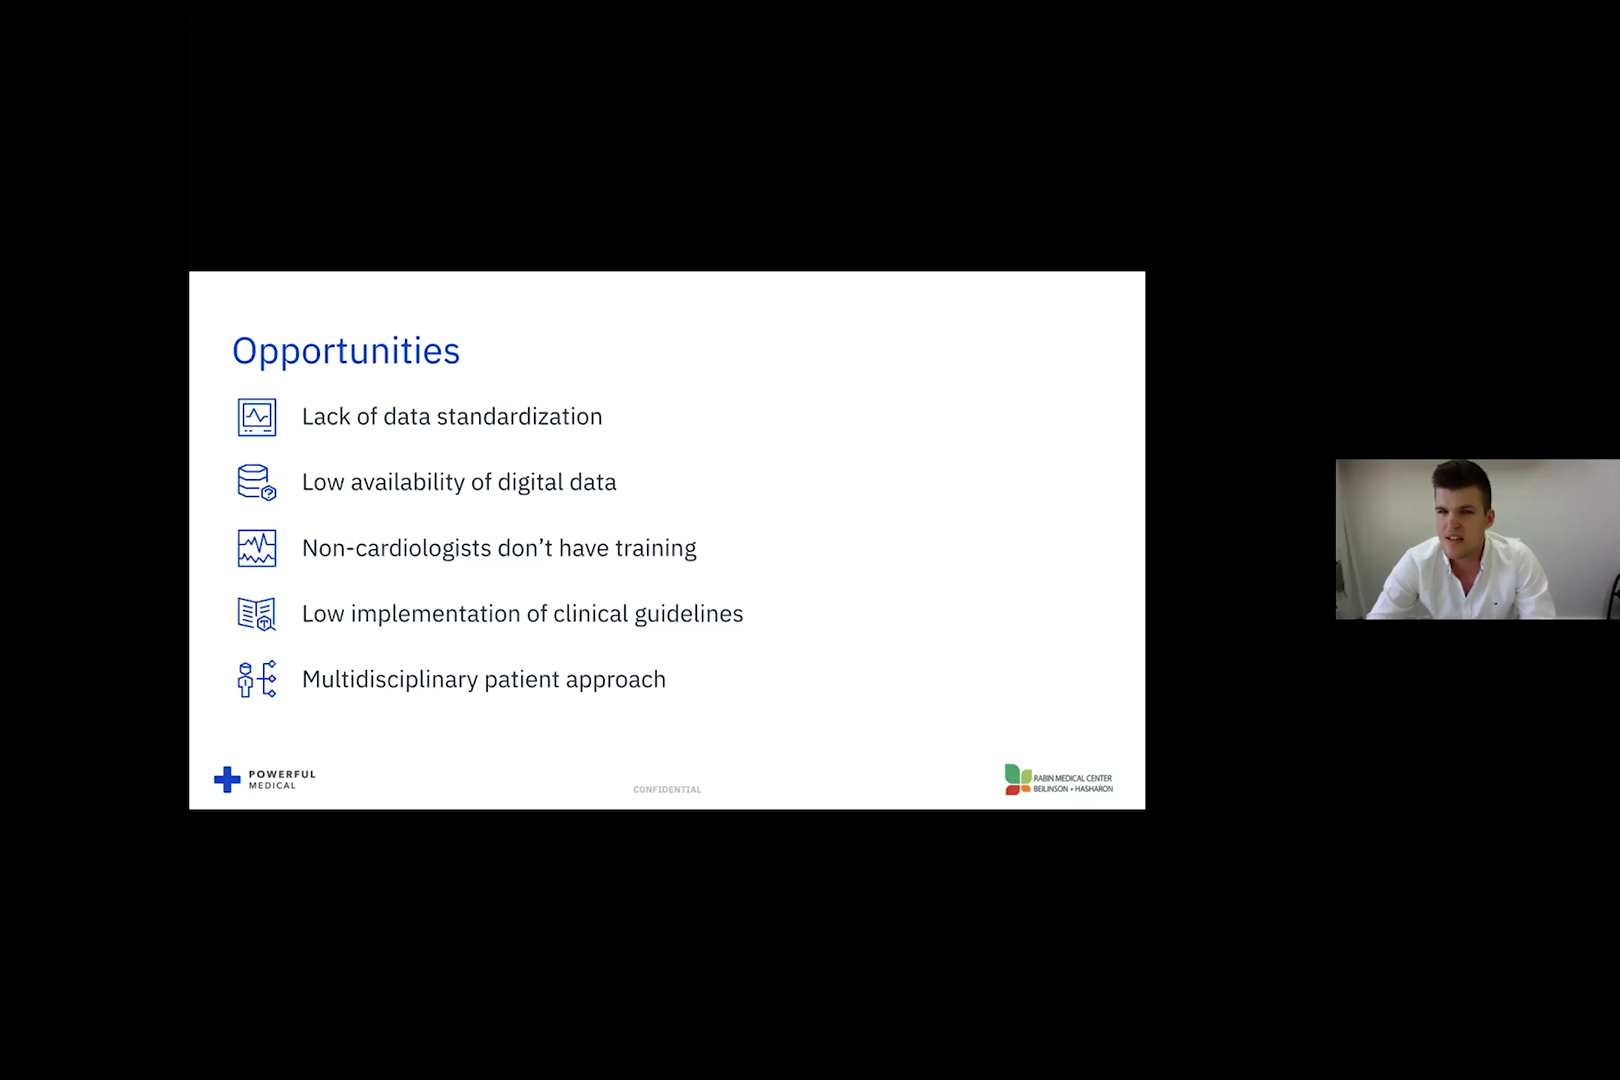 Opportunities
Lack of data standardization
Low availability of digital data
Non-cardiologists don’t have training
Low implementation of clinical guidelines
Multidisciplinary patient approach
POWERFUL
MEDICAL
CONFIDENTIAL
RABIN MEDICAL CENTER
BEILINSON • HASHARON